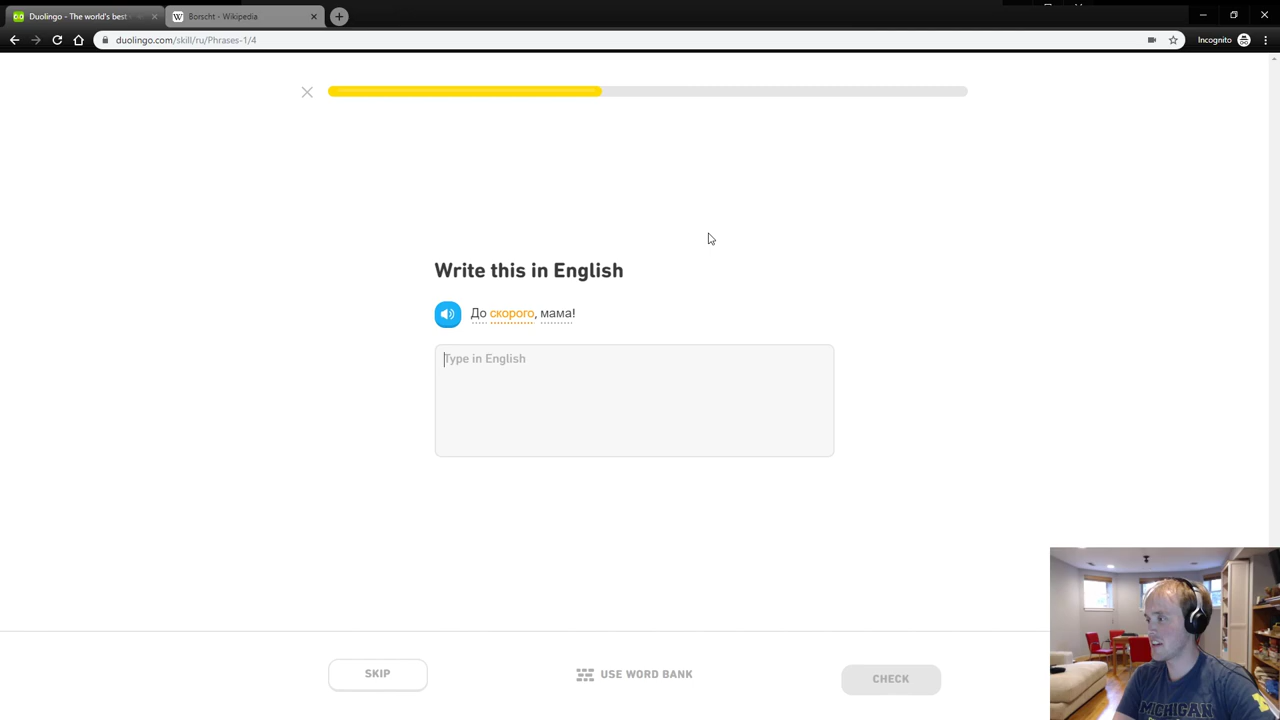 Duolingo - The world's best
Borscht - Wikipedia
duolingo.com/skill/ru/Phrases-1/4
Incognito
Write this in English
До скорого, мама!
Type in English
SKIP
USE WORD BANK
CHECK
MICHIGAN